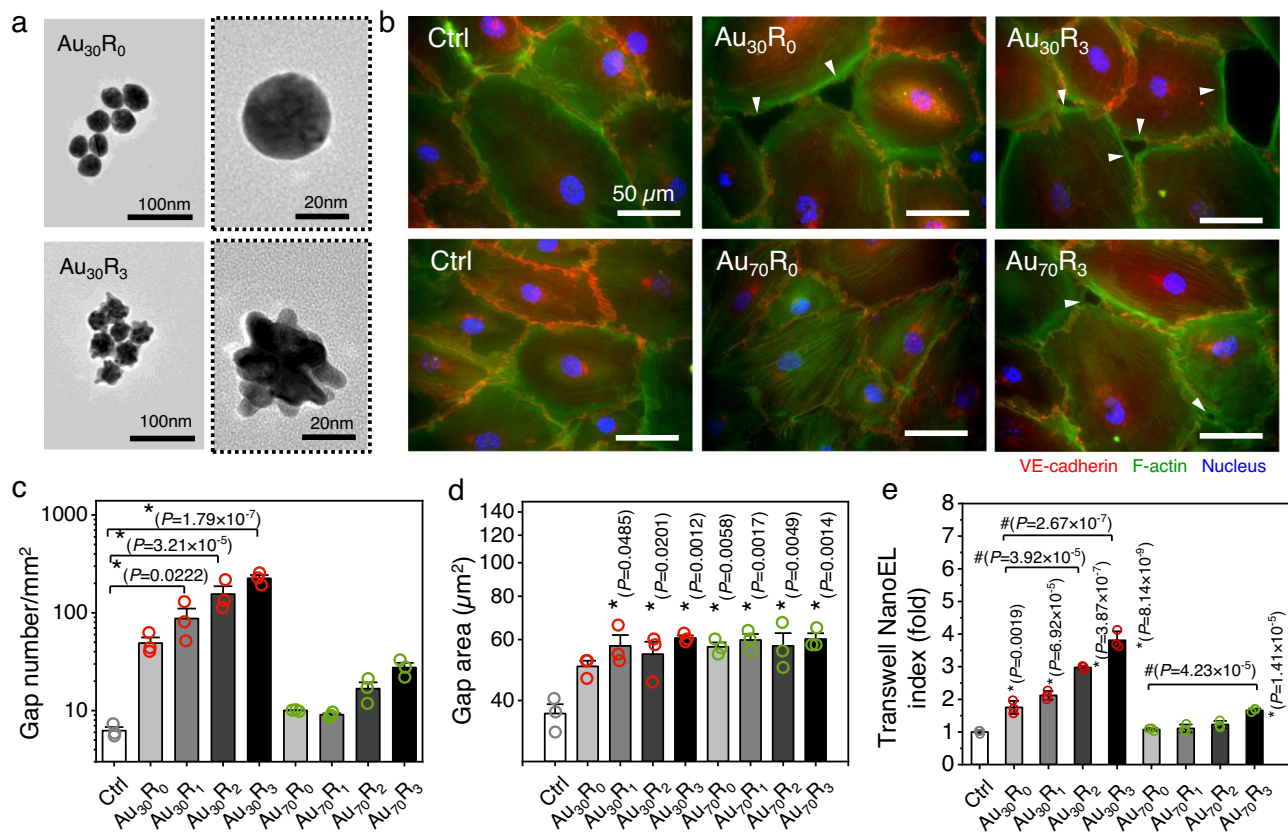 a
Au₃₀R₀
100nm
20nm
Au₃₀R₃
100nm
20nm
b
Ctrl
Au₃₀R₀
Au₃₀R₃
50 µm
Ctrl
Au₇₀R₀
Au₇₀R₃
VE-cadherin F-actin Nucleus
c
Gap number/mm²
1000
100
10
*
(P=1.79×10⁻⁷)
*
(P=3.21×10⁻⁵)
*
(P=0.0222)
Ctrl
Au₃₀R₀
Au₃₀R₁
Au₃₀R₂
Au₃₀R₃
Au₇₀R₀
Au₇₀R₁
Au₇₀R₂
Au₇₀R₃
d
Gap area (µm²)
140
100
60
40
* (P=0.0485)
* (P=0.0201)
* (P=0.0012)
* (P=0.0058)
* (P=0.0017)
* (P=0.0049)
* (P=0.0014)
Ctrl
Au₃₀R₀
Au₃₀R₁
Au₃₀R₂
Au₃₀R₃
Au₇₀R₀
Au₇₀R₁
Au₇₀R₂
Au₇₀R₃
e
Transwell NanoEL
index (fold)
8
7
6
5
4
3
2
1
0
#(P=2.67×10⁻⁷)
#(P=3.92×10⁻⁵)
*(P=0.0019)
*(P=6.92×10⁻⁵)
*(P=3.87×10⁻⁷)
*(P=8.14×10⁻⁹)
#(P=4.23×10⁻⁵)
*(P=1.41×10⁻⁵)
Ctrl
Au₃₀R₀
Au₃₀R₁
Au₃₀R₂
Au₃₀R₃
Au₇₀R₀
Au₇₀R₁
Au₇₀R₂
Au₇₀R₃